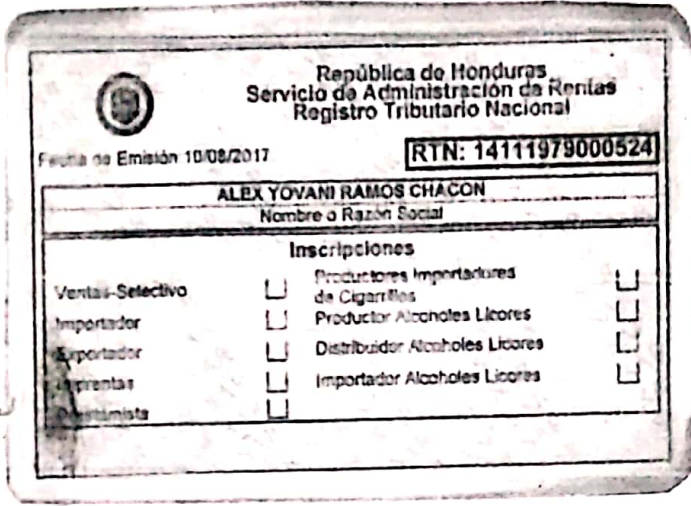 República de Honduras
Servicio de Administración de Rentas
Registro Tributario Nacional
Fecha de Emisión 10/08/2017
RTN: 14111979000524
ALEX YOVANI RAMOS CHACON
Nombre o Razón Social
Inscripciones
Ventas-Selectivo
Productores Importadores de Cigarrillos
Importador
Productor Alcoholes Licores
Exportador
Distribuidor Alcoholes Licores
Imprentas
Importador Alcoholes Licores
Prestamista